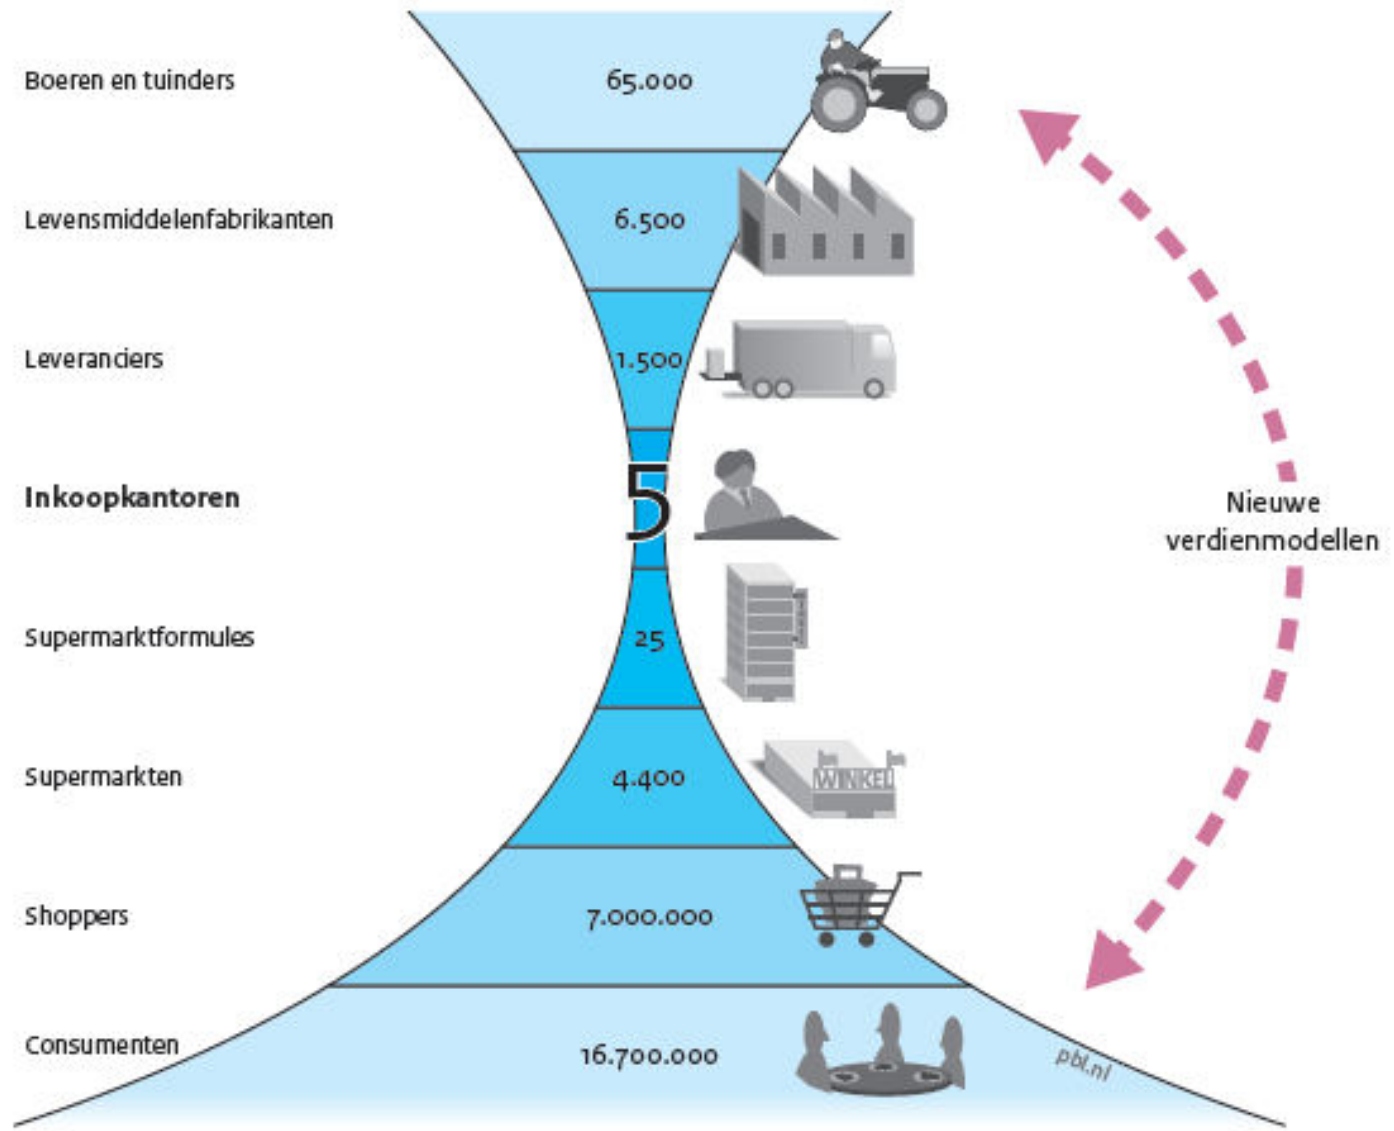 Boeren en tuinders
65.000
Levensmiddelenfabrikanten
6.500
Leveranciers
1.500
Inkoopkantoren
5
Nieuwe
verdienmodellen
Supermarktformules
25
Supermarkten
4.400
WINKEL
Shoppers
7.000.000
Consumenten
16.700.000
pbl.nl